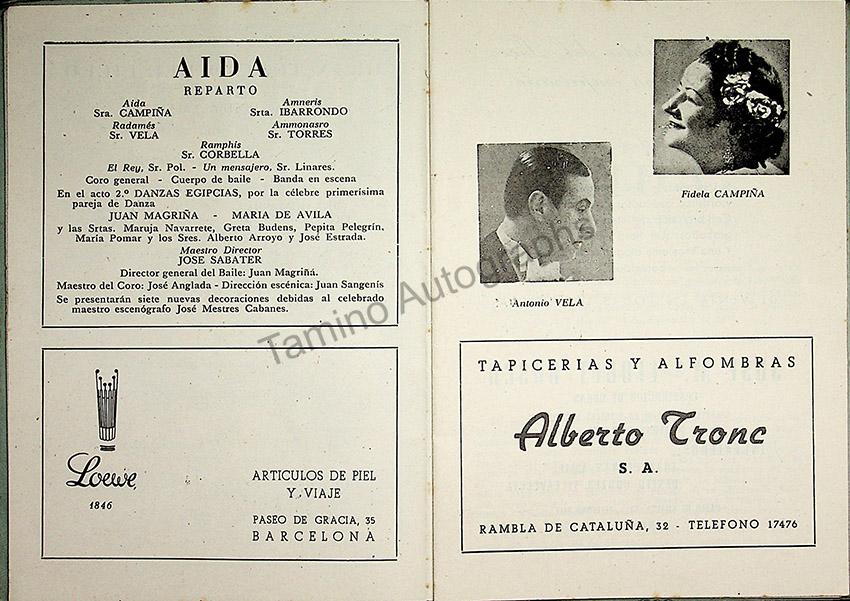 AIDA
REPARTO
Aida Amneris
Sra. CAMPIÑA Srta. IBARRONDO
Radamés Ammonasro
Sr. VELA Sr. TORRES
Ramphis
Sr. CORBELLA
El Rey, Sr. Pol. - Un mensajero, Sr. Linares.
Coro general - Cuerpo de baile - Banda en escena
En el acto 2.º DANZAS EGIPCIAS, por la célebre primerísima
pareja de Danza
JUAN MAGRIÑA - MARIA DE AVILA
y las Srtas. Maruja Navarrete, Greta Budens, Pepita Pelegrín,
María Pomar y los Sres. Alberto Arroyo y José Estrada.
Maestro Director
JOSE SABATER
Director general del Baile: Juan Magriñá.
Maestro del Coro: José Anglada - Dirección escénica: Juan Sangenís
Se presentarán siete nuevas decoraciones debidas al celebrado
maestro escenógrafo José Mestres Cabanes.
Loewe
1846
ARTICULOS DE PIEL
Y VIAJE
PASEO DE GRACIA, 35
BARCELONA
Fidela CAMPIÑA
Antonio VELA
TAPICERIAS Y ALFOMBRAS
Alberto Tronc
S. A.
RAMBLA DE CATALUÑA, 32 - TELEFONO 17476
Tamino Autographs